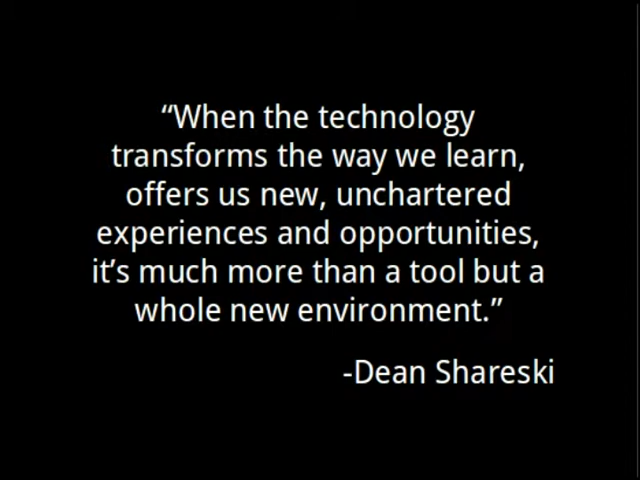 “When the technology
transforms the way we learn,
offers us new, unchartered
experiences and opportunities,
it’s much more than a tool but a
whole new environment.”
-Dean Shareski